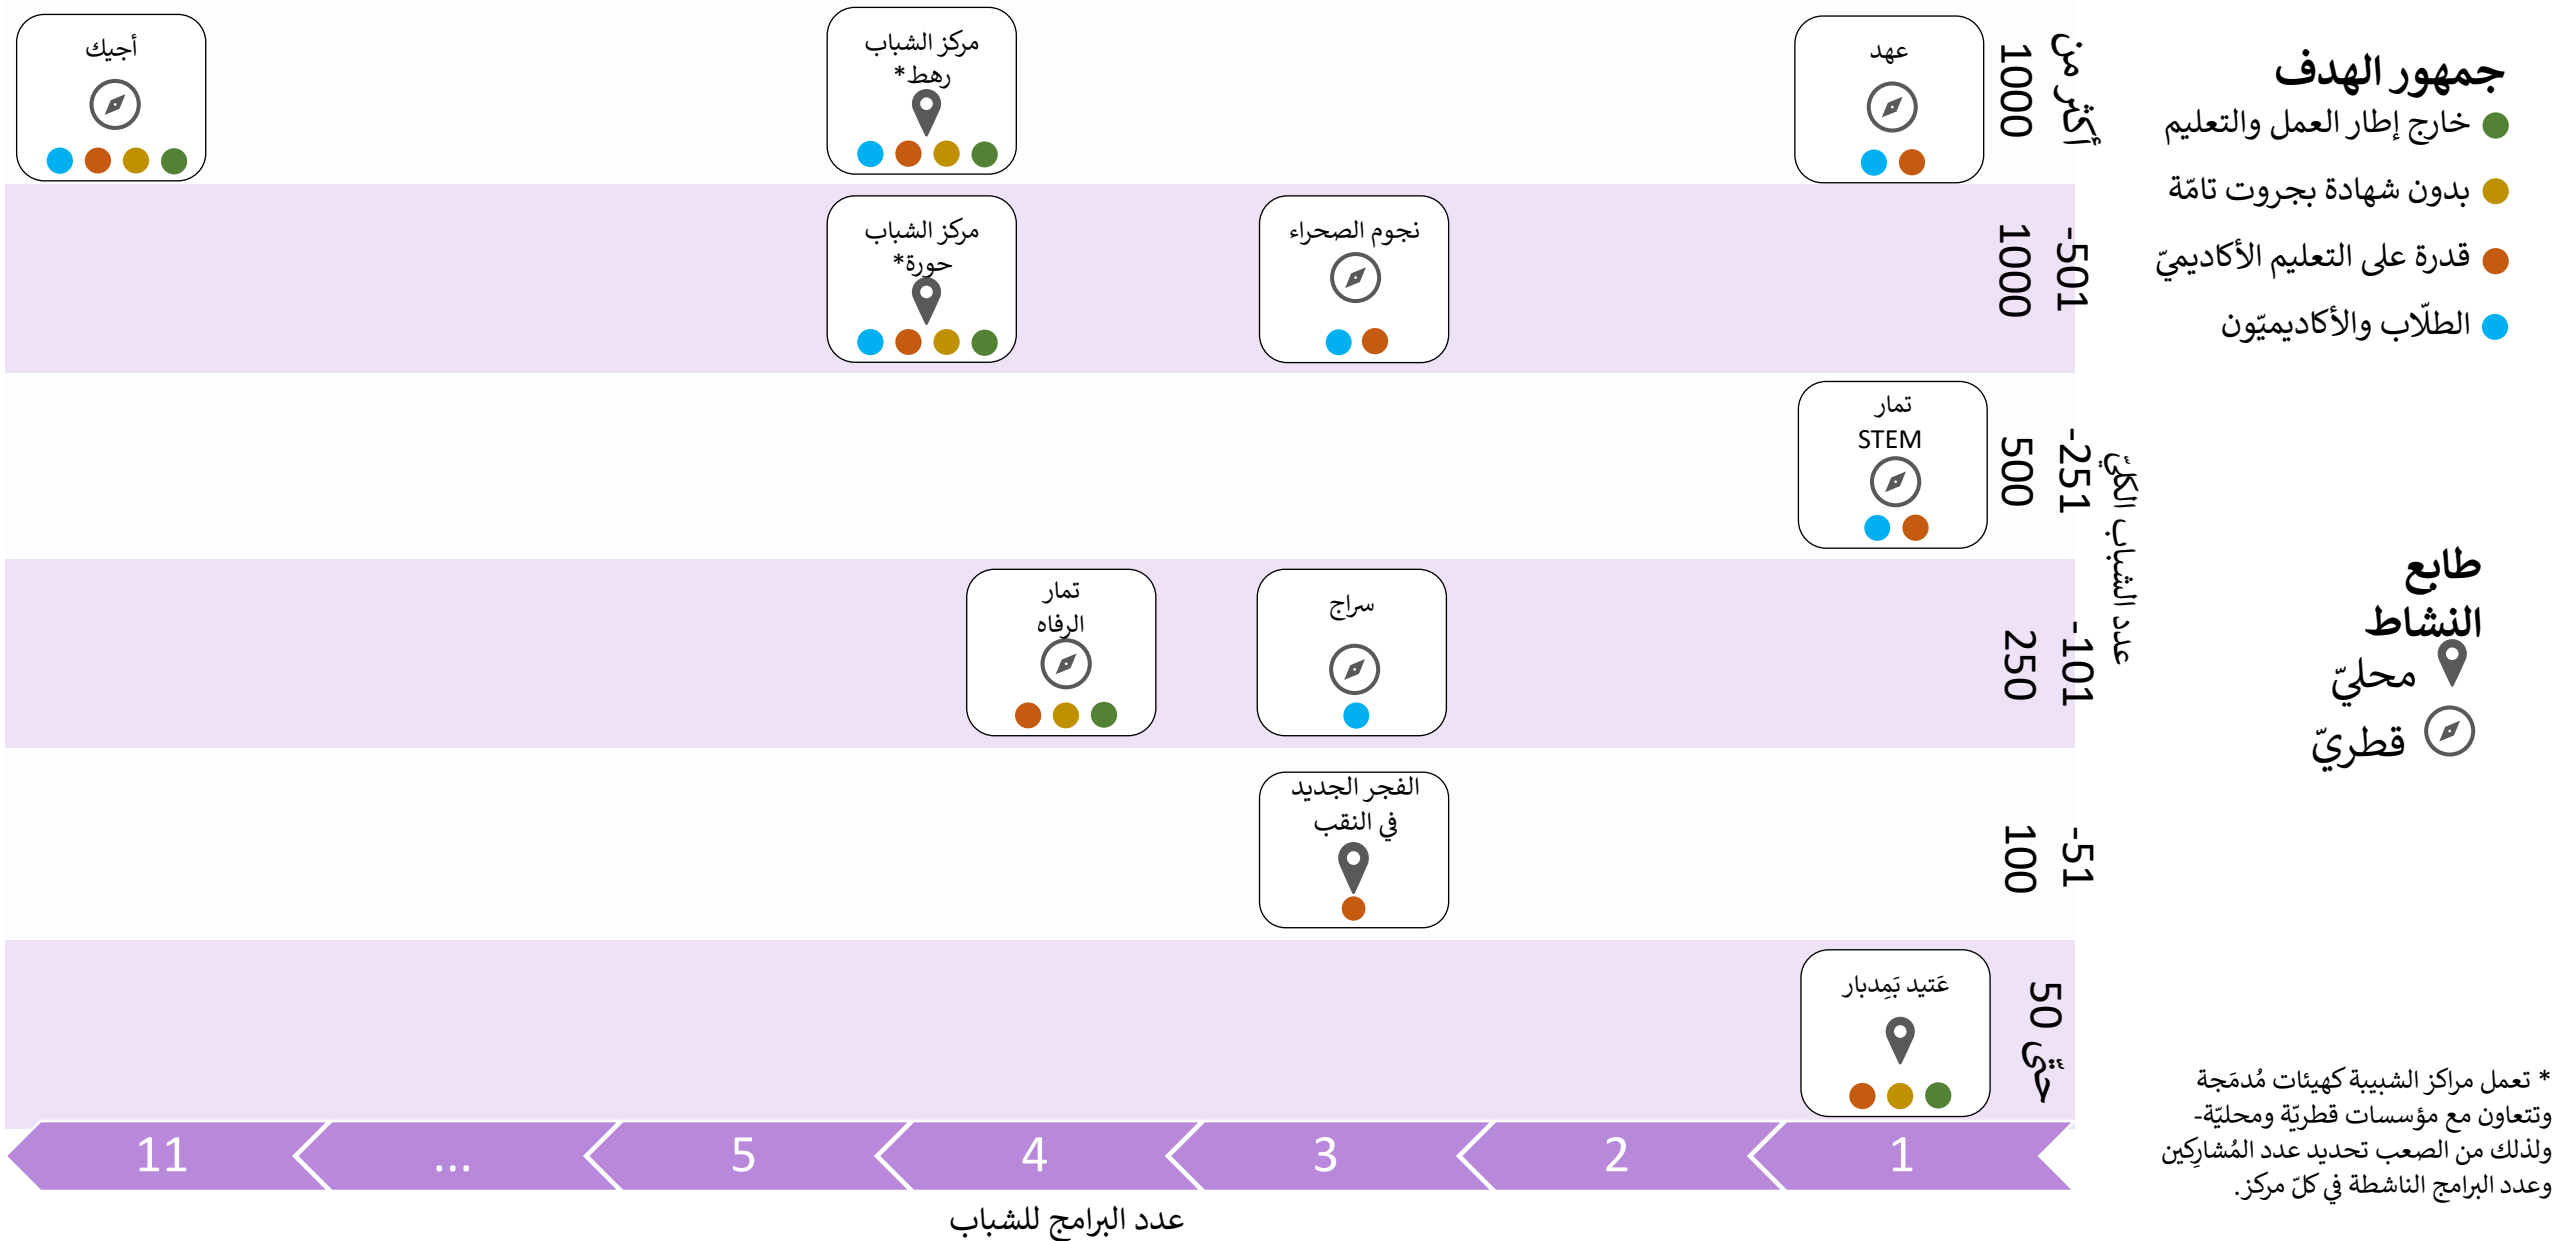 جمهور الهدف
خارج إطار العمل والتعليم
بدون شهادة بجروت تامّة
قدرة على التعليم الأكاديميّ
الطلّاب والأكاديميّون
طابع
النشاط
محليّ
قطريّ
* تعمل مراكز الشبيبة كهيئات مُدمَجة
وتتعاون مع مؤسسات قطريّة ومحليّة-
ولذلك من الصعب تحديد عدد المُشارِكين
وعدد البرامج الناشطة في كلّ مركز.
عدد الشباب الكليّ
أكثر من
1000
عهد
مركز الشباب
رهط*
أجيك
501-
1000
نجوم الصحراء
مركز الشباب
حورة*
251-
500
تمار
STEM
101-
250
سراج
تمار
الرفاه
51-
100
الفجر الجديد
في النقب
حتّى 50
عَتيد بَمِدبار
1
2
3
4
5
...
11
عدد البرامج للشباب